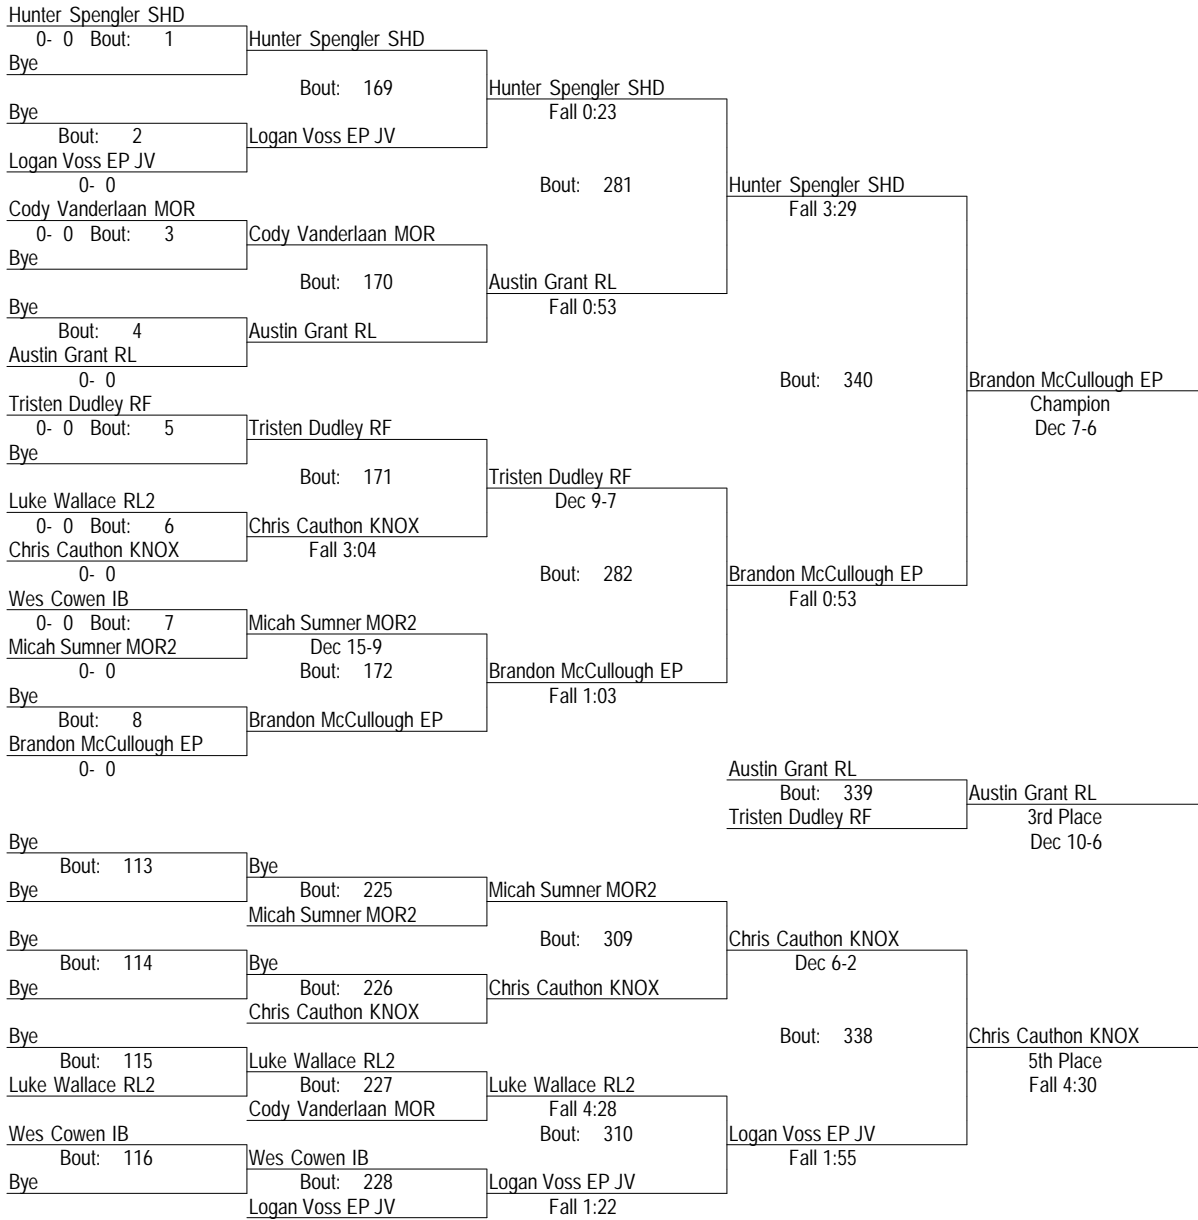 Hunter Spengler SHD
0- 0 Bout: 1
Hunter Spengler SHD
Bye
Bout: 169
Hunter Spengler SHD
Bye
Fall 0:23
Bout: 2
Logan Voss EP JV
Logan Voss EP JV
0- 0
Bout: 281
Hunter Spengler SHD
Cody Vanderlaan MOR
Fall 3:29
0- 0 Bout: 3
Cody Vanderlaan MOR
Bye
Bout: 170
Austin Grant RL
Bye
Fall 0:53
Bout: 4
Austin Grant RL
Austin Grant RL
0- 0
Bout: 340
Brandon McCullough EP
Tristen Dudley RF
Champion
0- 0 Bout: 5
Tristen Dudley RF
Dec 7-6
Bye
Bout: 171
Tristen Dudley RF
Luke Wallace RL2
Dec 9-7
0- 0 Bout: 6
Chris Cauthon KNOX
Chris Cauthon KNOX
Fall 3:04
0- 0
Bout: 282
Brandon McCullough EP
Wes Cowen IB
Fall 0:53
0- 0 Bout: 7
Micah Sumner MOR2
Micah Sumner MOR2
Dec 15-9
0- 0
Bout: 172
Brandon McCullough EP
Bye
Fall 1:03
Bout: 8
Brandon McCullough EP
Brandon McCullough EP
0- 0
Austin Grant RL
Bout: 339
Austin Grant RL
Tristen Dudley RF
3rd Place
Dec 10-6
Bye
Bout: 113
Bye
Bye
Bout: 225
Micah Sumner MOR2
Micah Sumner MOR2
Bye
Bout: 309
Chris Cauthon KNOX
Bout: 114
Bye
Dec 6-2
Bye
Bout: 226
Chris Cauthon KNOX
Chris Cauthon KNOX
Bye
Bout: 338
Chris Cauthon KNOX
Bout: 115
Luke Wallace RL2
5th Place
Luke Wallace RL2
Bout: 227
Luke Wallace RL2
Fall 4:30
Cody Vanderlaan MOR
Fall 4:28
Wes Cowen IB
Bout: 310
Logan Voss EP JV
Bout: 116
Wes Cowen IB
Fall 1:55
Bye
Bout: 228
Logan Voss EP JV
Logan Voss EP JV
Fall 1:22